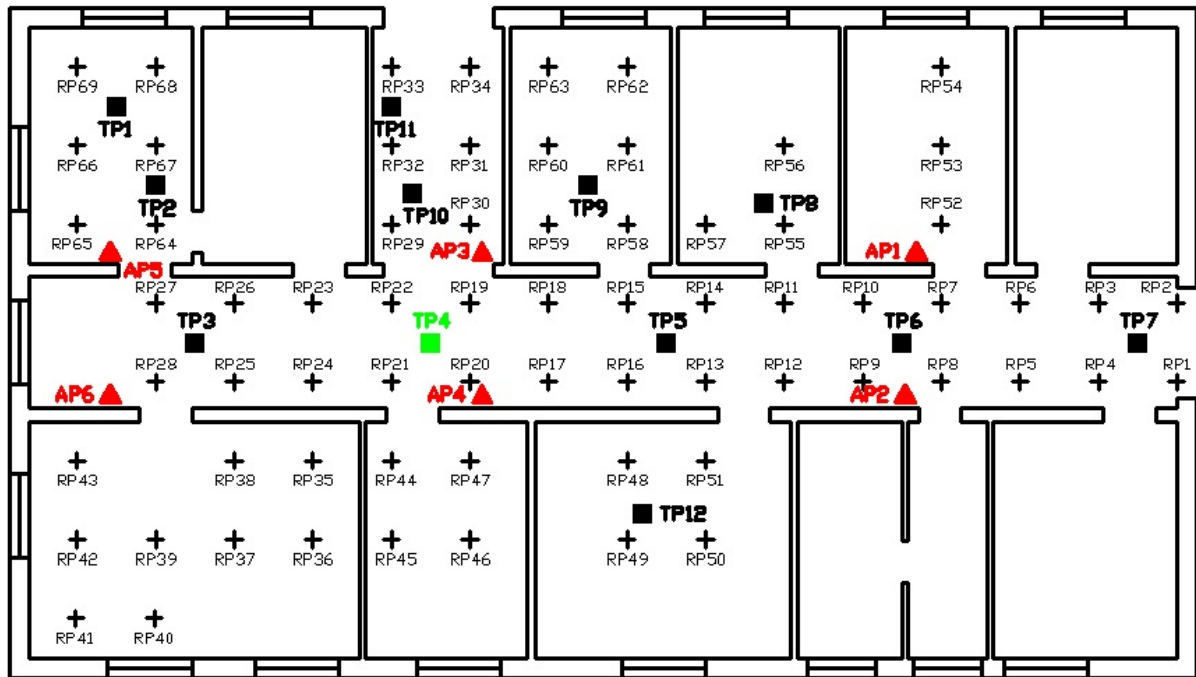 RP69 RP68 RP33 RP34 RP63 RP62 RP54
TP1 TP11
RP66 RP67 RP32 RP31 RP60 RP61 RP56 RP53
TP2 TP10 RP30 TP9 TP8 RP52
RP65 RP64 RP29 AP3 RP59 RP58 RP57 RP55 AP1
AP5
RP27 RP26 RP23 RP22 RP19 RP18 RP15 RP14 RP11 RP10 RP7 RP6 RP3 RP2
TP3 TP4 TP5 TP6 TP7
RP28 RP25 RP24 RP21 RP20 RP17 RP16 RP13 RP12 RP9 RP8 RP5 RP4 RP1
AP6 AP4 AP2
RP43 RP38 RP35 RP44 RP47 RP48 RP51
TP12
RP42 RP39 RP37 RP36 RP45 RP46 RP49 RP50
RP41 RP40